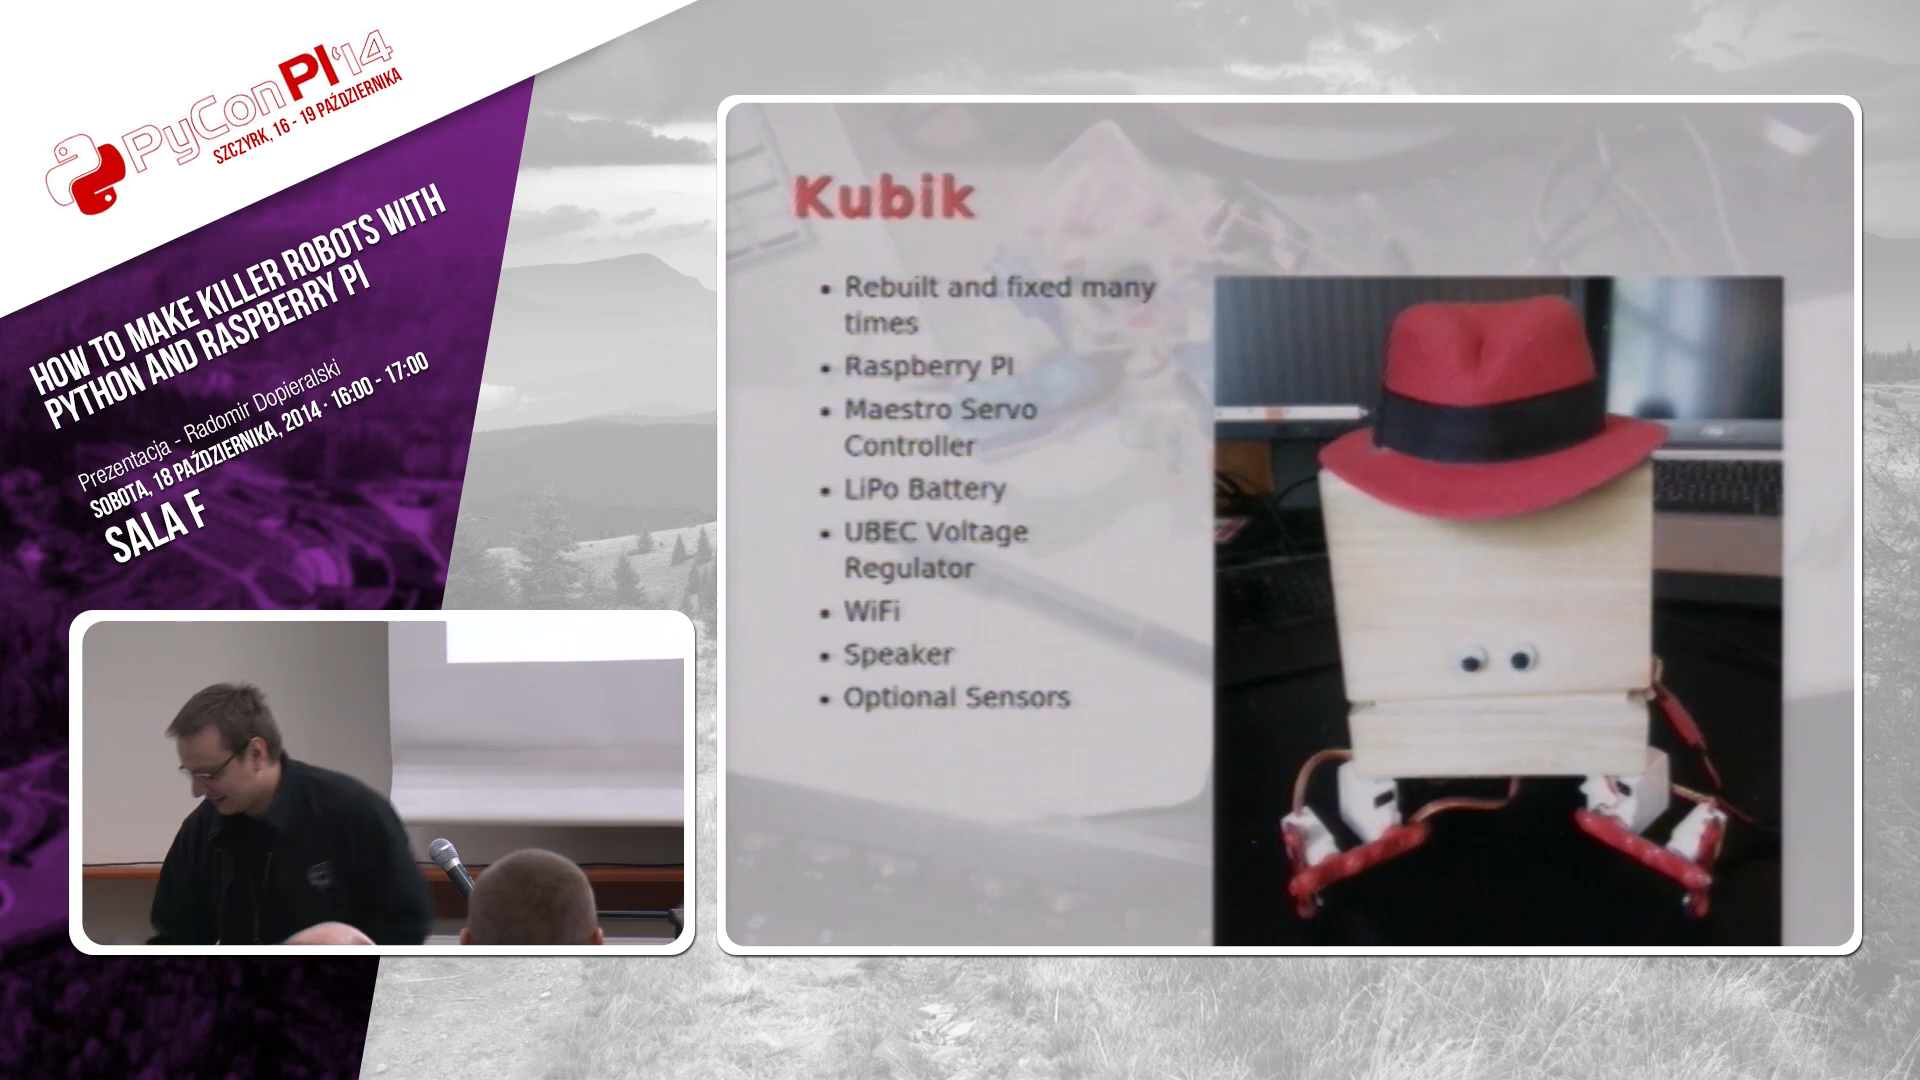 PyConPl'14
SZCZYRK, 16 - 19 PAŹDZIERNIKA
HOW TO MAKE KILLER ROBOTS WITH
PYTHON AND RASPBERRY PI
Prezentacja - Radomir Dopieralski
SOBOTA, 18 PAŹDZIERNIKA, 2014 · 16:00 - 17:00
SALA F
Kubik
• Rebuilt and fixed many
times
• Raspberry PI
• Maestro Servo
Controller
• LiPo Battery
• UBEC Voltage
Regulator
• WiFi
• Speaker
• Optional Sensors